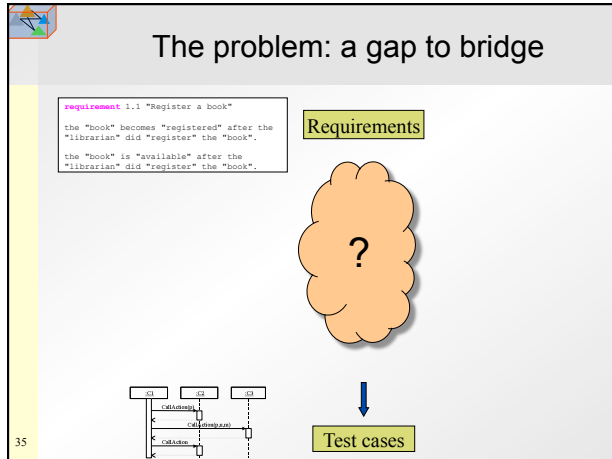 The problem: a gap to bridge
requirement 1.1 "Register a book"
the "book" becomes "registered" after the
"librarian" did "register" the "book".
the "book" is "available" after the
"librarian" did "register" the "book".
Requirements
?
:C1 :C2 :C3
CallAction(p)
CallAction(p,n,m)
CallAction
Test cases
35